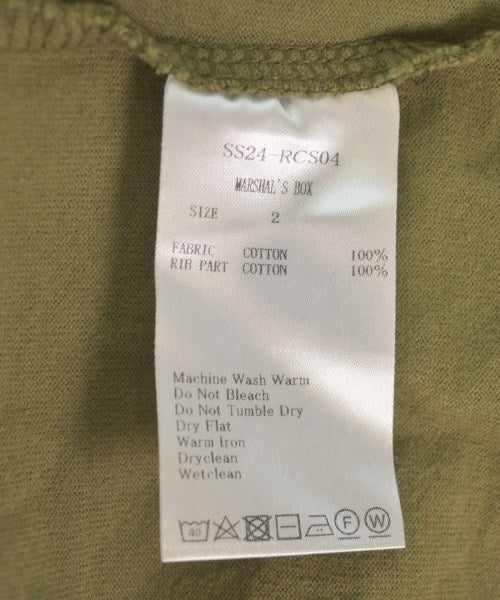 SS24-RCS04
MARSHAL'S BOX
SIZE 2
FABRIC COTTON 100%
RIB PART COTTON 100%
Machine Wash Warm
Do Not Bleach
Do Not Tumble Dry
Dry Flat
Warm Iron
Dryclean
Wetclean
40 F W